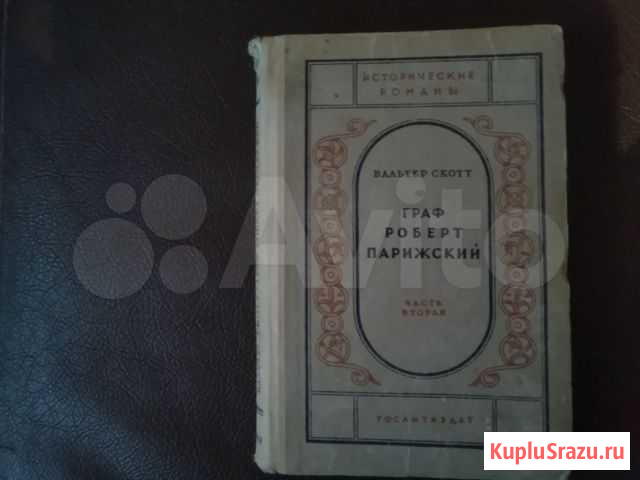 ИСТОРИЧЕСКИЕ
РОМАНЫ
ВАЛЬТЕР СКОТТ
ГРАФ
РОБЕРТ
ПАРИЖСКИЙ
ЧАСТЬ
ВТОРАЯ
ГОСЛИТИЗДАТ
Avito
KupluSrazu.ru